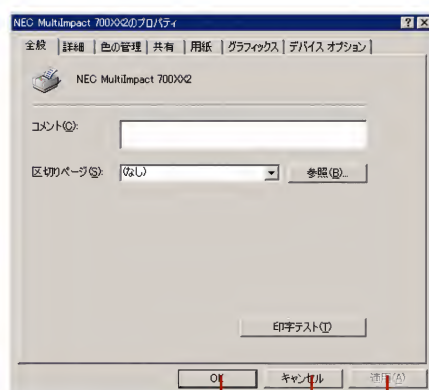 NEC MultiImpact 700XX2のプロパティ
全般 詳細 色の管理 共有 用紙 グラフィックス デバイス オプション
NEC MultiImpact 700XX2
コメント(C):
区切りページ(S): (なし) 参照(B)...
印字テスト(T)
OK キャンセル 適用(A)